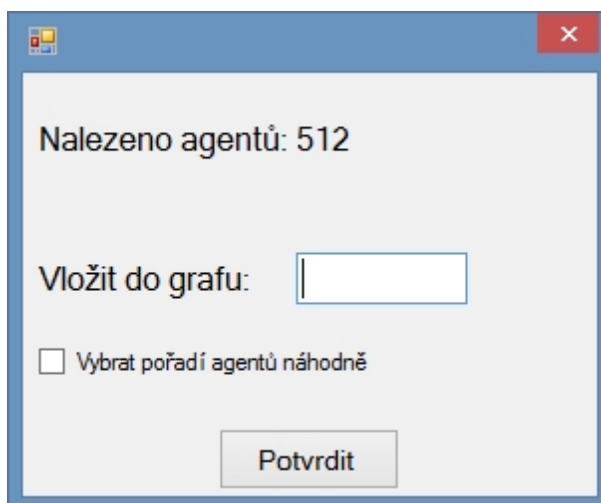 Nalezeno agentů: 512
Vložit do grafu:
Vybrat pořadí agentů náhodně
Potvrdit